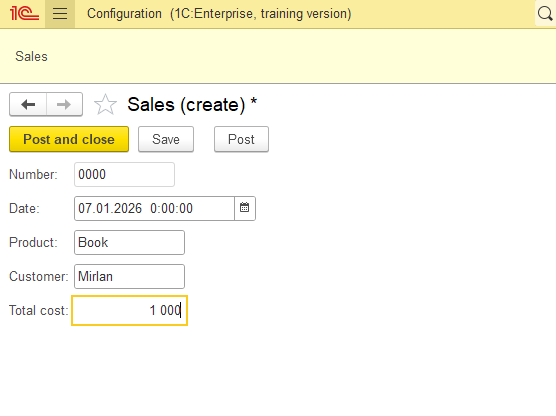 1C Configuration (1C:Enterprise, training version)
Sales
Sales (create) *
Post and close Save Post
Number: 0000
Date: 07.01.2026 0:00:00
Product: Book
Customer: Mirlan
Total cost: 1 000